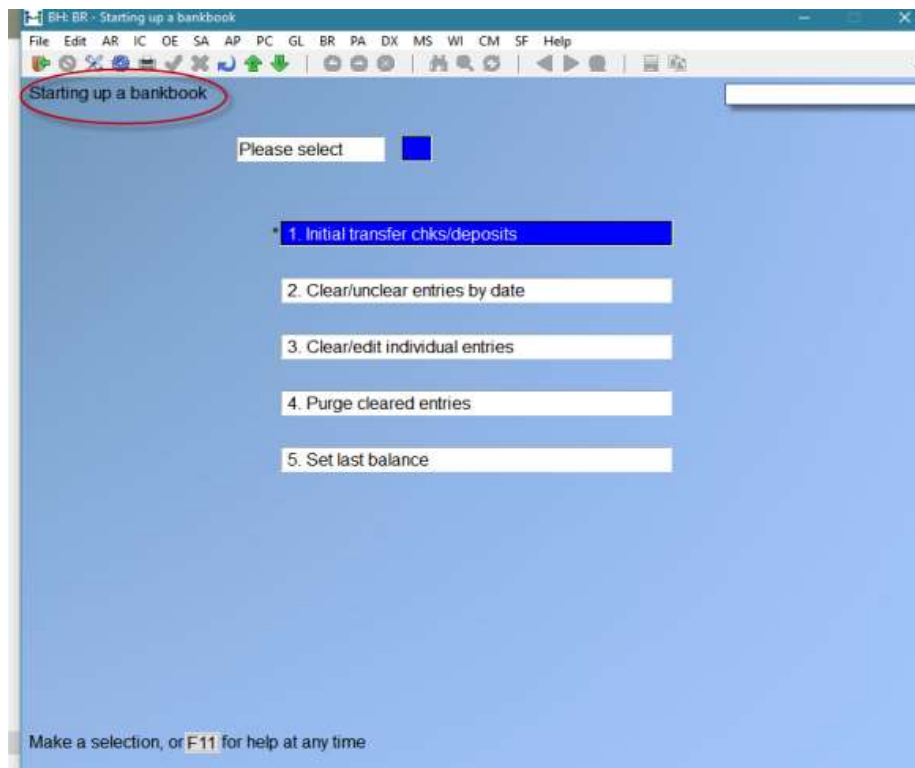 BH: BR - Starting up a bankbook
File Edit AR IC OE SA AP PC GL BR PA DX MS WI CM SF Help
Starting up a bankbook
Please select
* 1. Initial transfer chks/deposits
2. Clear/unclear entries by date
3. Clear/edit individual entries
4. Purge cleared entries
5. Set last balance
Make a selection, or F11 for help at any time